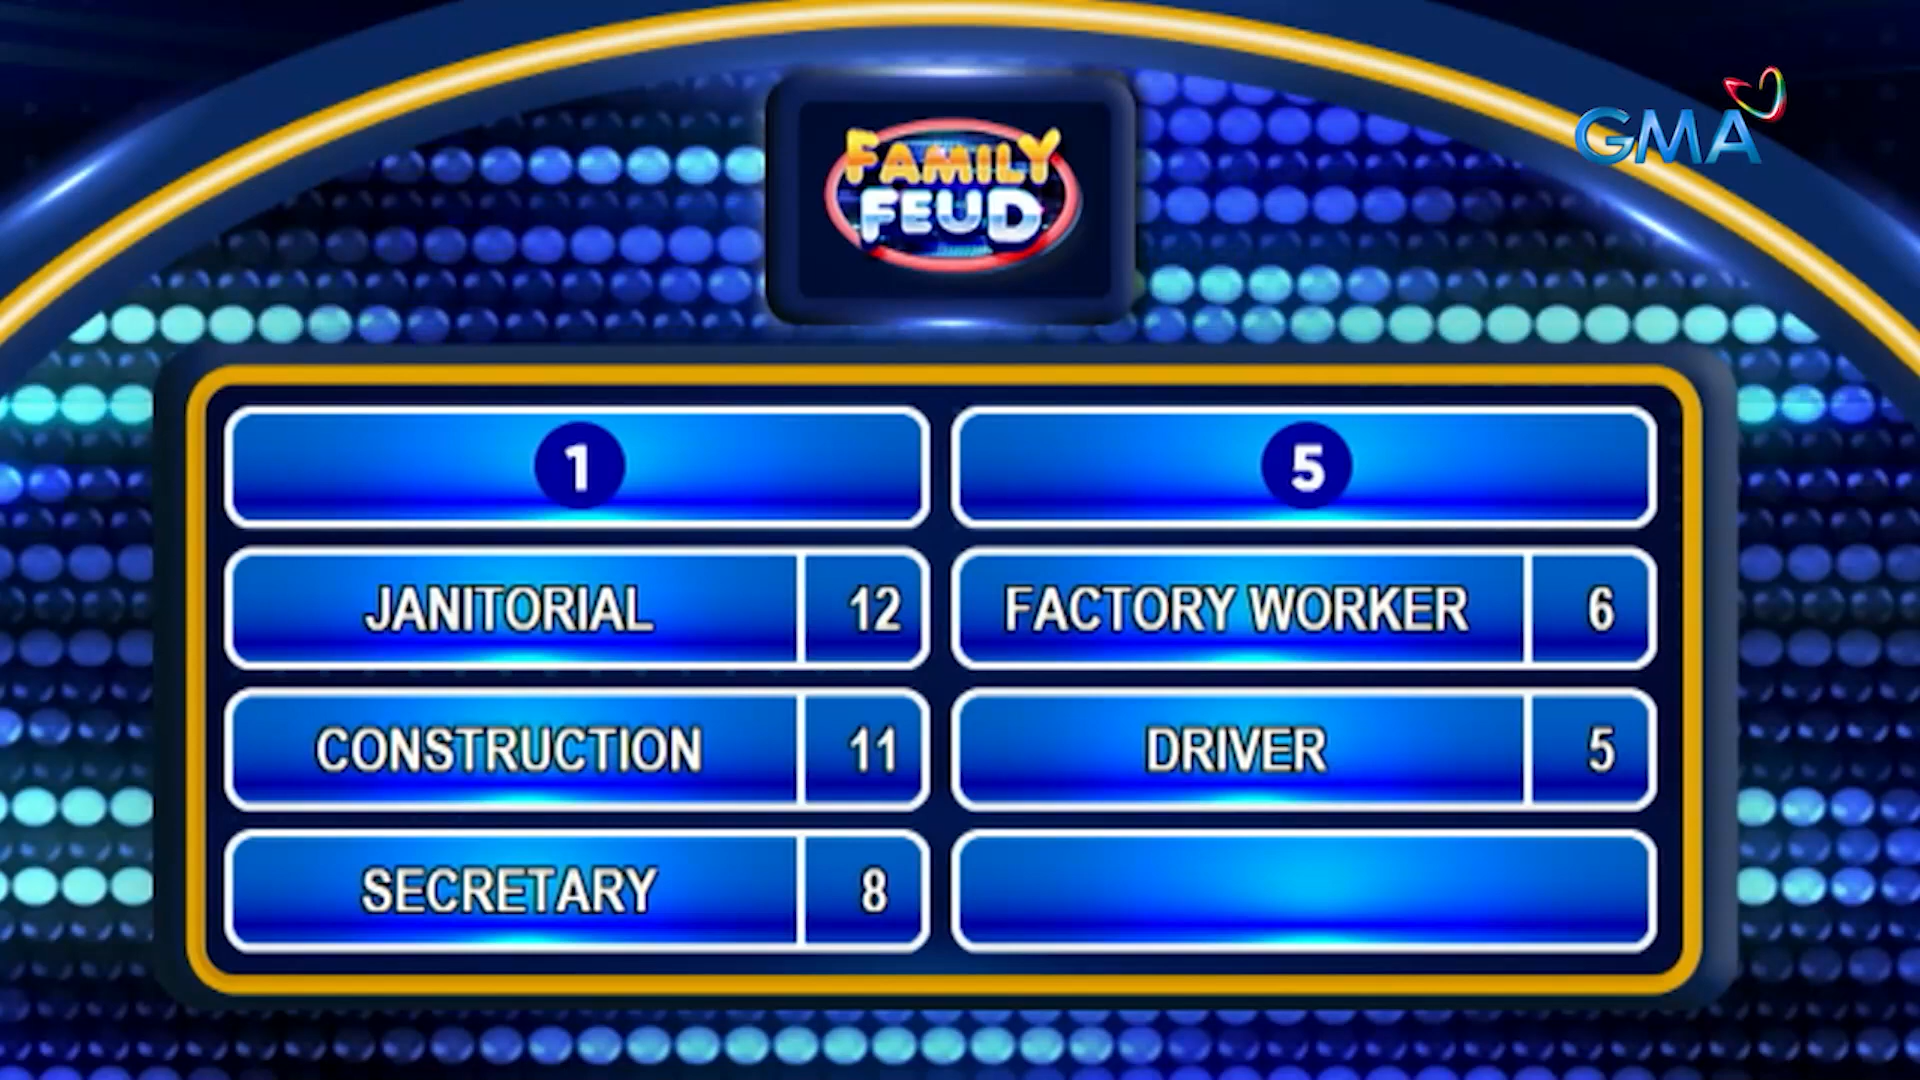 FAMILY
FEUD
GMA
1
JANITORIAL 12
CONSTRUCTION 11
SECRETARY 8
5
FACTORY WORKER 6
DRIVER 5